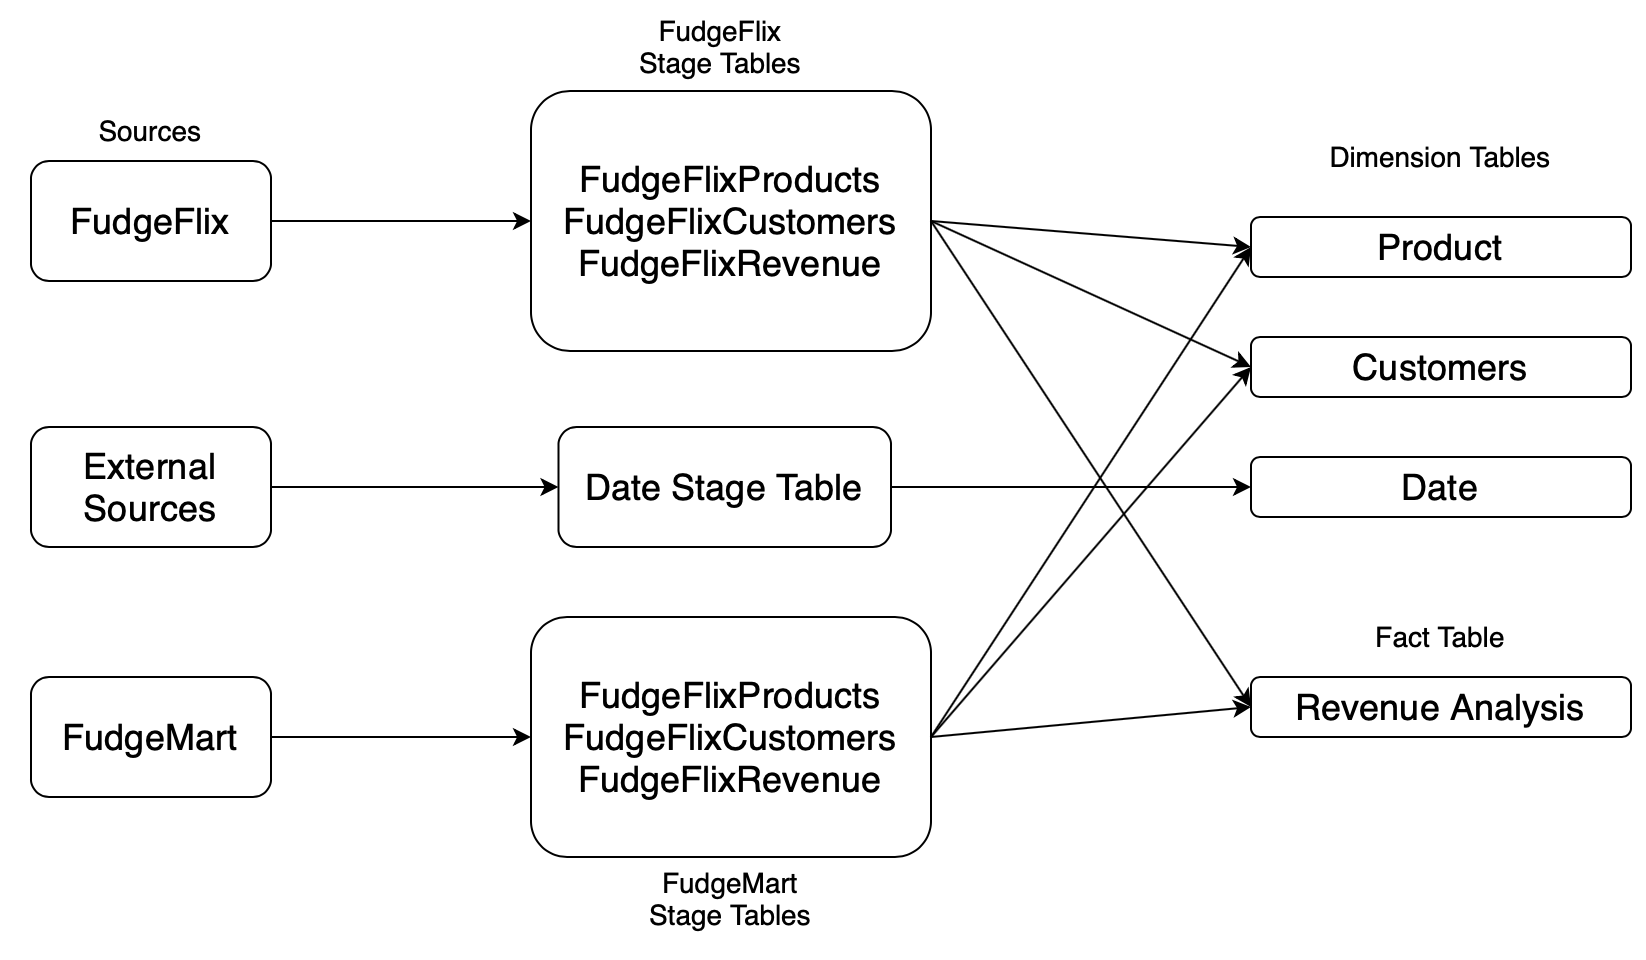 FudgeFlix
Stage Tables
Sources
FudgeFlix
FudgeFlixProducts
FudgeFlixCustomers
FudgeFlixRevenue
Dimension Tables
Product
Customers
External
Sources
Date Stage Table
Date
Fact Table
Revenue Analysis
FudgeMart
FudgeFlixProducts
FudgeFlixCustomers
FudgeFlixRevenue
FudgeMart
Stage Tables